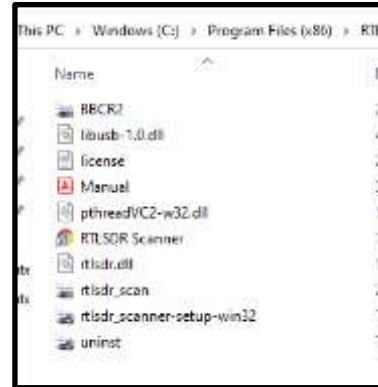 This PC > Windows (C:) > Program Files (x86) > RTL
Name
BBCR2
libusb-1.0.dll
license
Manual
pthreadVC2-w32.dll
RTLSDR Scanner
rtlsdr.dll
rtlsdr_scan
rtlsdr_scanner-setup-win32
uninst